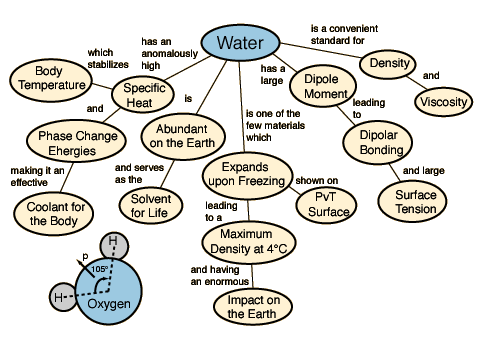 Water
is a convenient
standard for
Density
and
Viscosity
has a
large
Dipole
Moment
leading
to
Dipolar
Bonding
and large
Surface
Tension
is one of the
few materials
which
Expands
upon Freezing
shown on
PvT
Surface
leading
to a
Maximum
Density at 4°C
and having
an enormous
Impact on
the Earth
is
Abundant
on the Earth
and serves
as the
Solvent
for Life
has an
anomalously
high
Specific
Heat
which
stabilizes
Body
Temperature
and
Phase Change
Ehergies
making it an
effective
Coolant for
the Body
H
p
105°
H
Oxygen